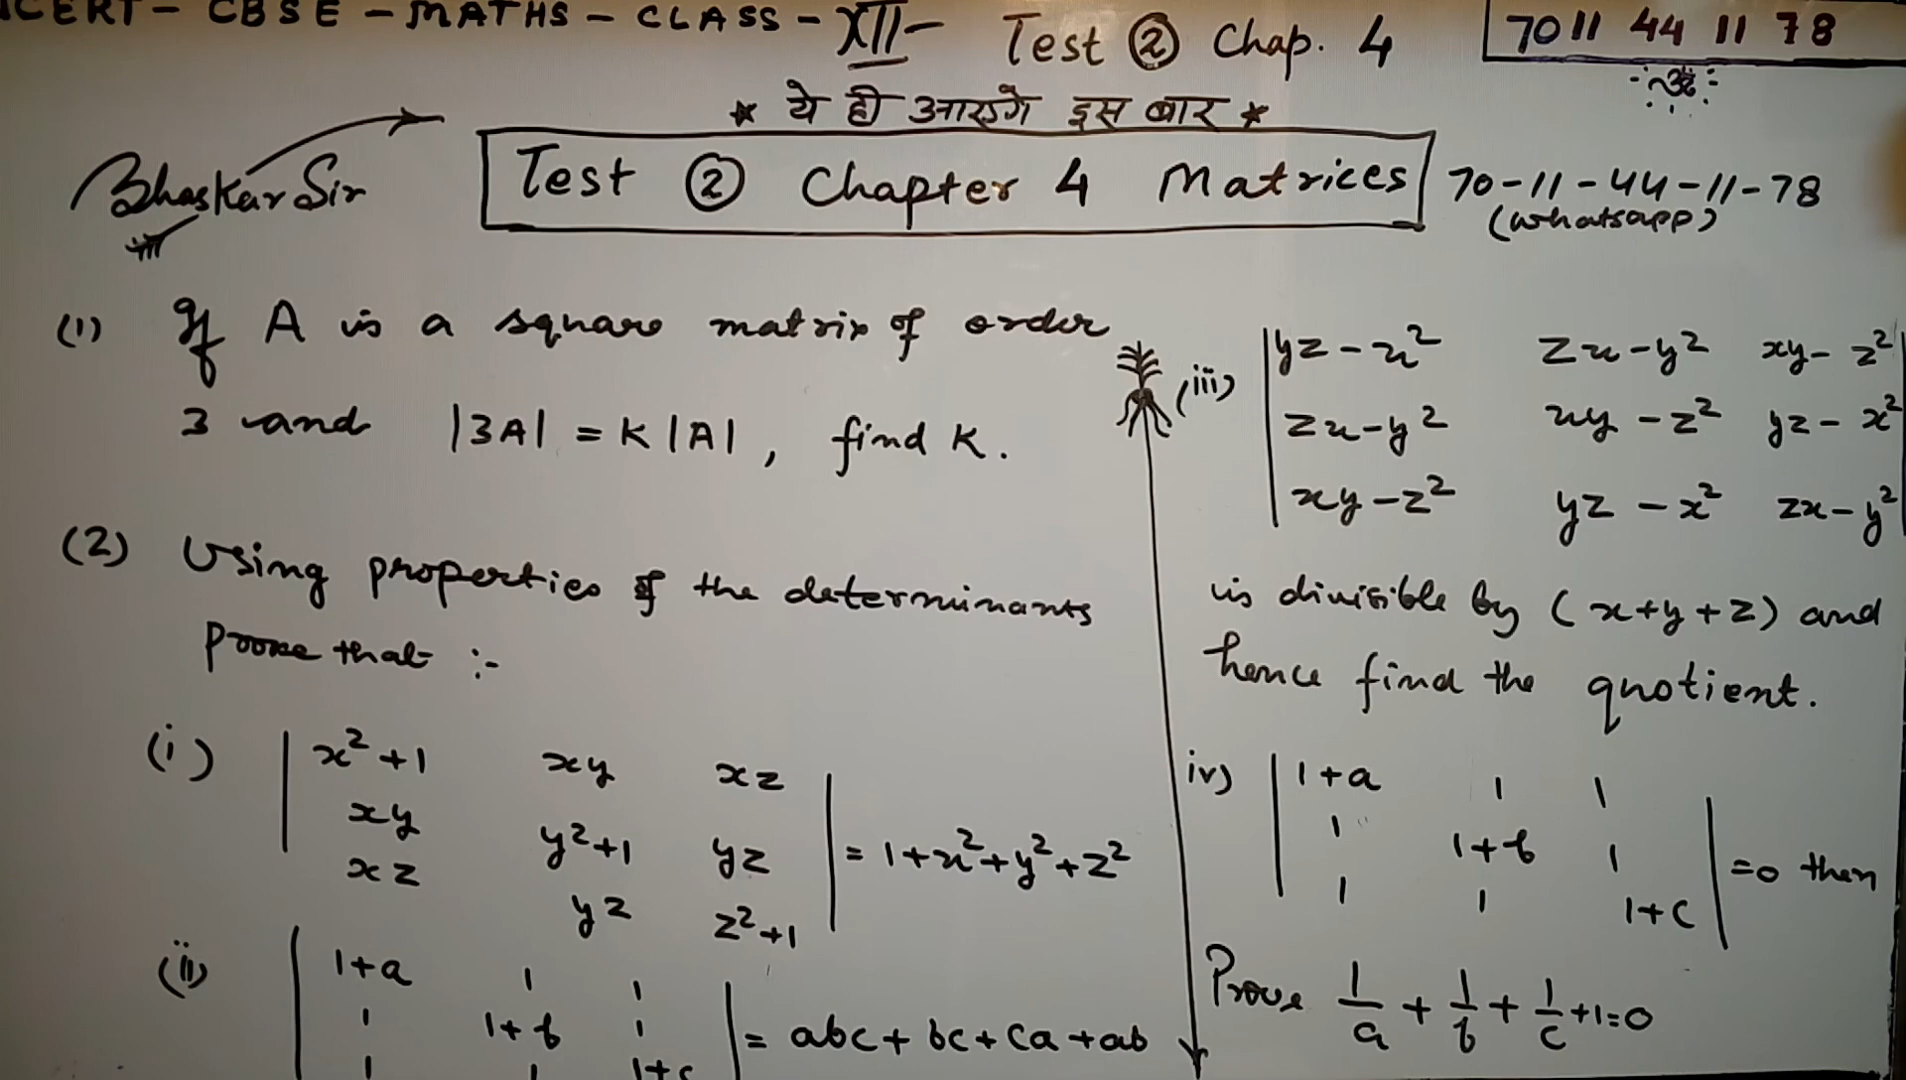 NCERT - CBSE - MATHS - CLASS - XII - Test ② Chap. 4
7011 44 11 78
ॐ
* ये ही आएंगे इस बार *
Bhaskar Sir
Test ② Chapter 4 Matrices
70-11-44-11-78
(whatsapp)
(1) If A is a square matrix of order
3 and |3A| = K|A|, find K.
(2) Using properties of the determinants
Prove that :-
(i) | x²+1 xy xz |
| xy y²+1 yz | = 1+x²+y²+z²
| xz yz z²+1 |
(ii) | 1+a 1 1 |
| 1 1+b 1 | = abc + bc + ca + ab
| 1 1 1+c |
(iii) | yz-x² zx-y² xy-z² |
| zx-y² xy-z² yz-x² |
| xy-z² yz-x² zx-y² |
is divisible by (x+y+z) and
hence find the quotient.
iv) | 1+a 1 1 |
| 1 1+b 1 | =0 then
| 1 1 1+c |
Prove 1/a + 1/b + 1/c +1=0